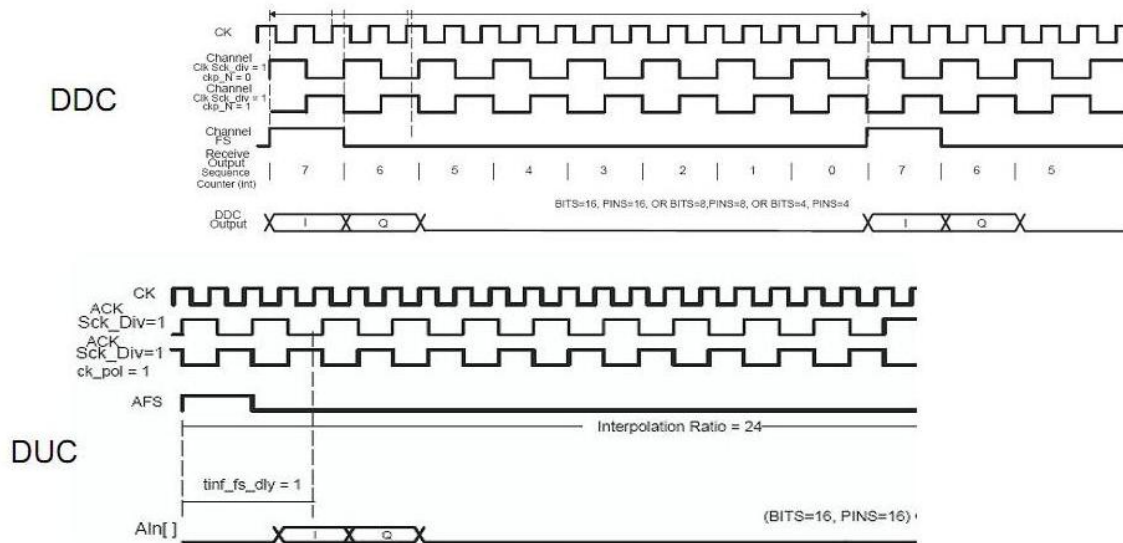 CK
Channel
Clk Sck_div = 1
ckp_N = 0
Channel
Clk Sck_div = 1
ckp_N = 1
DDC
Channel
FS
Receive
Output
Sequence
Counter (int)
7 | 6 | 5 | 4 | 3 | 2 | 1 | 0 | 7 | 6 | 5
BITS=16, PINS=16, OR BITS=8,PINS=8, OR BITS=4, PINS=4
DDC
Output
I Q I Q
CK
ACK
Sck_Div=1
ACK
Sck_Div=1
ck_pol = 1
AFS
Interpolation Ratio = 24
DUC
tinf_fs_dly = 1
(BITS=16, PINS=16)
AIn[ ]
I Q